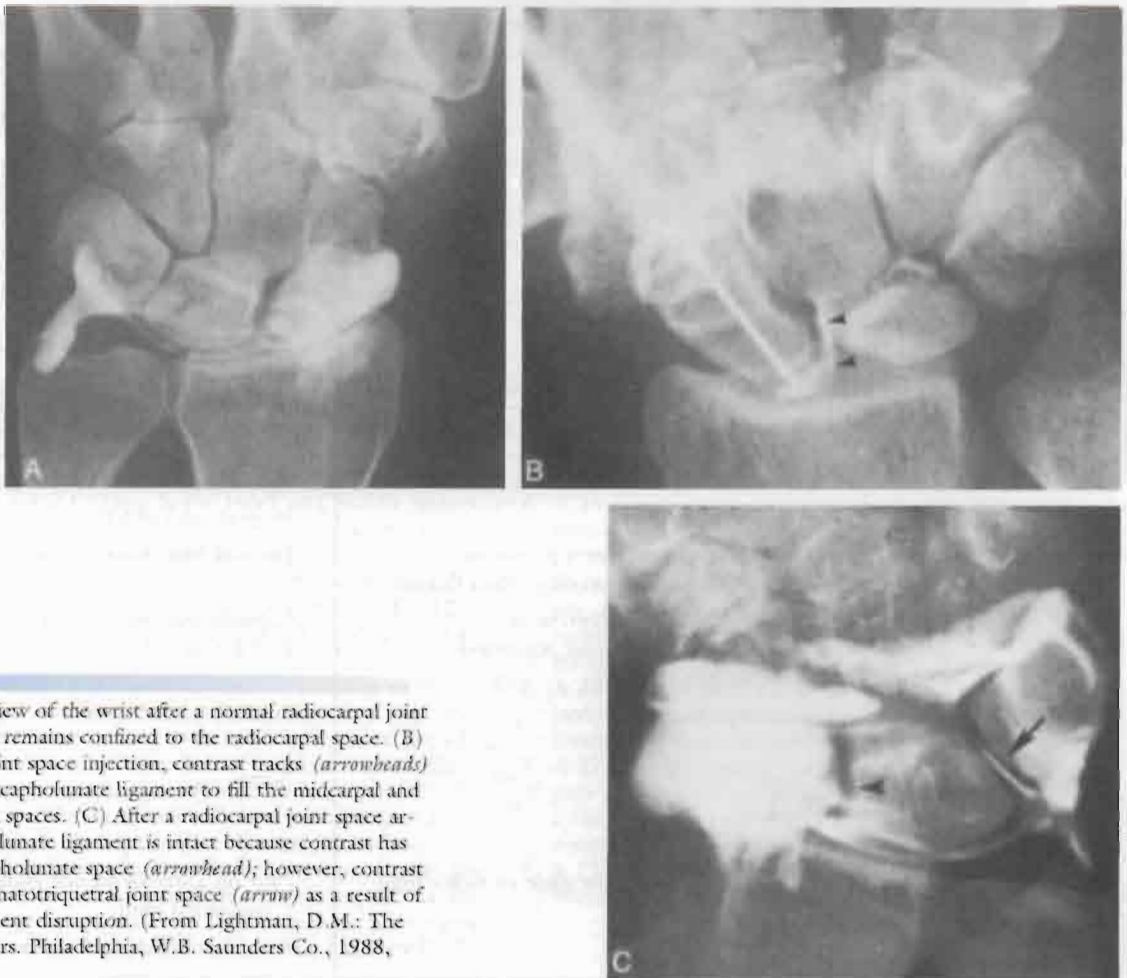 A
B
iew of the wrist after a normal radiocarpal joint
remains confined to the radiocarpal space. (B)
int space injection, contrast tracks (arrowheads)
capholunate ligament to fill the midcarpal and
spaces. (C) After a radiocarpal joint space ar-
lunate ligament is intact because contrast has
holunate space (arrowhead); however, contrast
natotriquetral joint space (arrow) as a result of
ent disruption. (From Lightman, D.M.: The
rs. Philadelphia, W.B. Saunders Co., 1988,
C